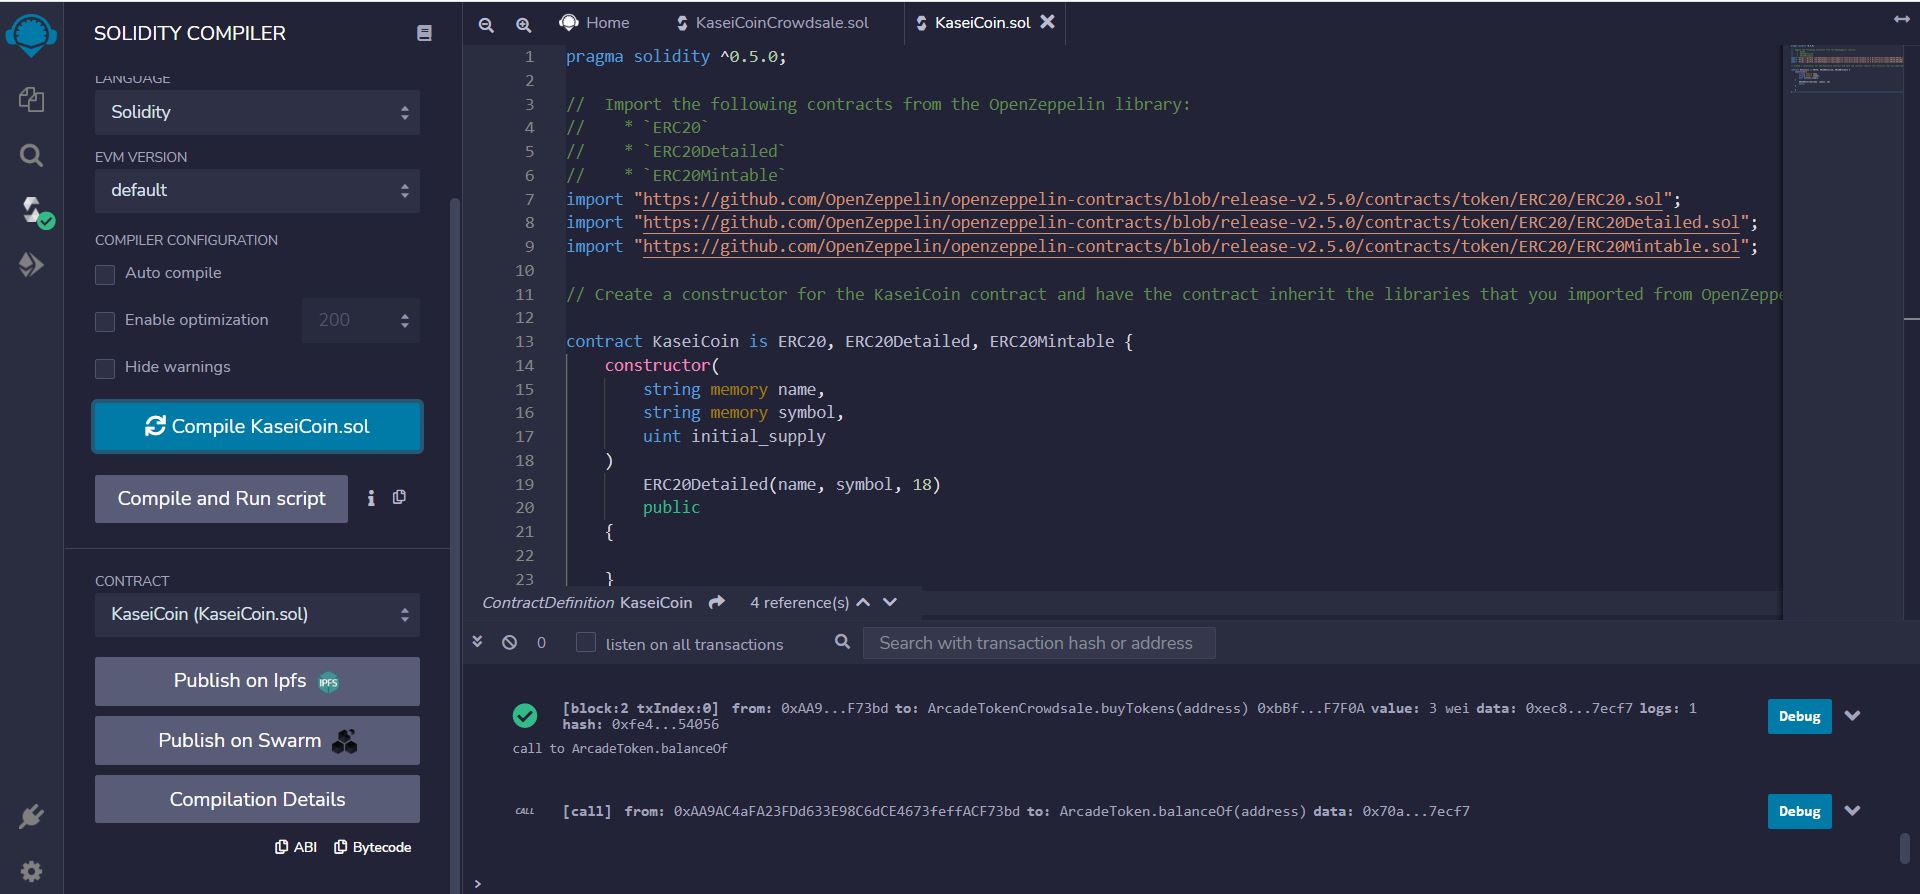 SOLIDITY COMPILER
LANGUAGE
Solidity
EVM VERSION
default
COMPILER CONFIGURATION
Auto compile
Enable optimization 200
Hide warnings
Compile KaseiCoin.sol
Compile and Run script
CONTRACT
KaseiCoin (KaseiCoin.sol)
Publish on Ipfs IPFS
Publish on Swarm
Compilation Details
ABI Bytecode
Home KaseiCoinCrowdsale.sol KaseiCoin.sol
1 pragma solidity ^0.5.0;
2
3 //  Import the following contracts from the OpenZeppelin library:
4 //    * `ERC20`
5 //    * `ERC20Detailed`
6 //    * `ERC20Mintable`
7 import "https://github.com/OpenZeppelin/openzeppelin-contracts/blob/release-v2.5.0/contracts/token/ERC20/ERC20.sol";
8 import "https://github.com/OpenZeppelin/openzeppelin-contracts/blob/release-v2.5.0/contracts/token/ERC20/ERC20Detailed.sol";
9 import "https://github.com/OpenZeppelin/openzeppelin-contracts/blob/release-v2.5.0/contracts/token/ERC20/ERC20Mintable.sol";
10
11 // Create a constructor for the KaseiCoin contract and have the contract inherit the libraries that you imported from OpenZeppe
12
13 contract KaseiCoin is ERC20, ERC20Detailed, ERC20Mintable {
14     constructor(
15         string memory name,
16         string memory symbol,
17         uint initial_supply
18     )
19         ERC20Detailed(name, symbol, 18)
20         public
21     {
22
23     }
ContractDefinition KaseiCoin 4 reference(s)
0 listen on all transactions Search with transaction hash or address
[block:2 txIndex:0] from: 0xAA9...F73bd to: ArcadeTokenCrowdsale.buyTokens(address) 0xbBf...F7F0A value: 3 wei data: 0xec8...7ecf7 logs: 1
hash: 0xfe4...54056
Debug
call to ArcadeToken.balanceOf
CALL [call] from: 0xAA9AC4aFA23FDd633E98C6dCE4673feffACF73bd to: ArcadeToken.balanceOf(address) data: 0x70a...7ecf7
Debug
>